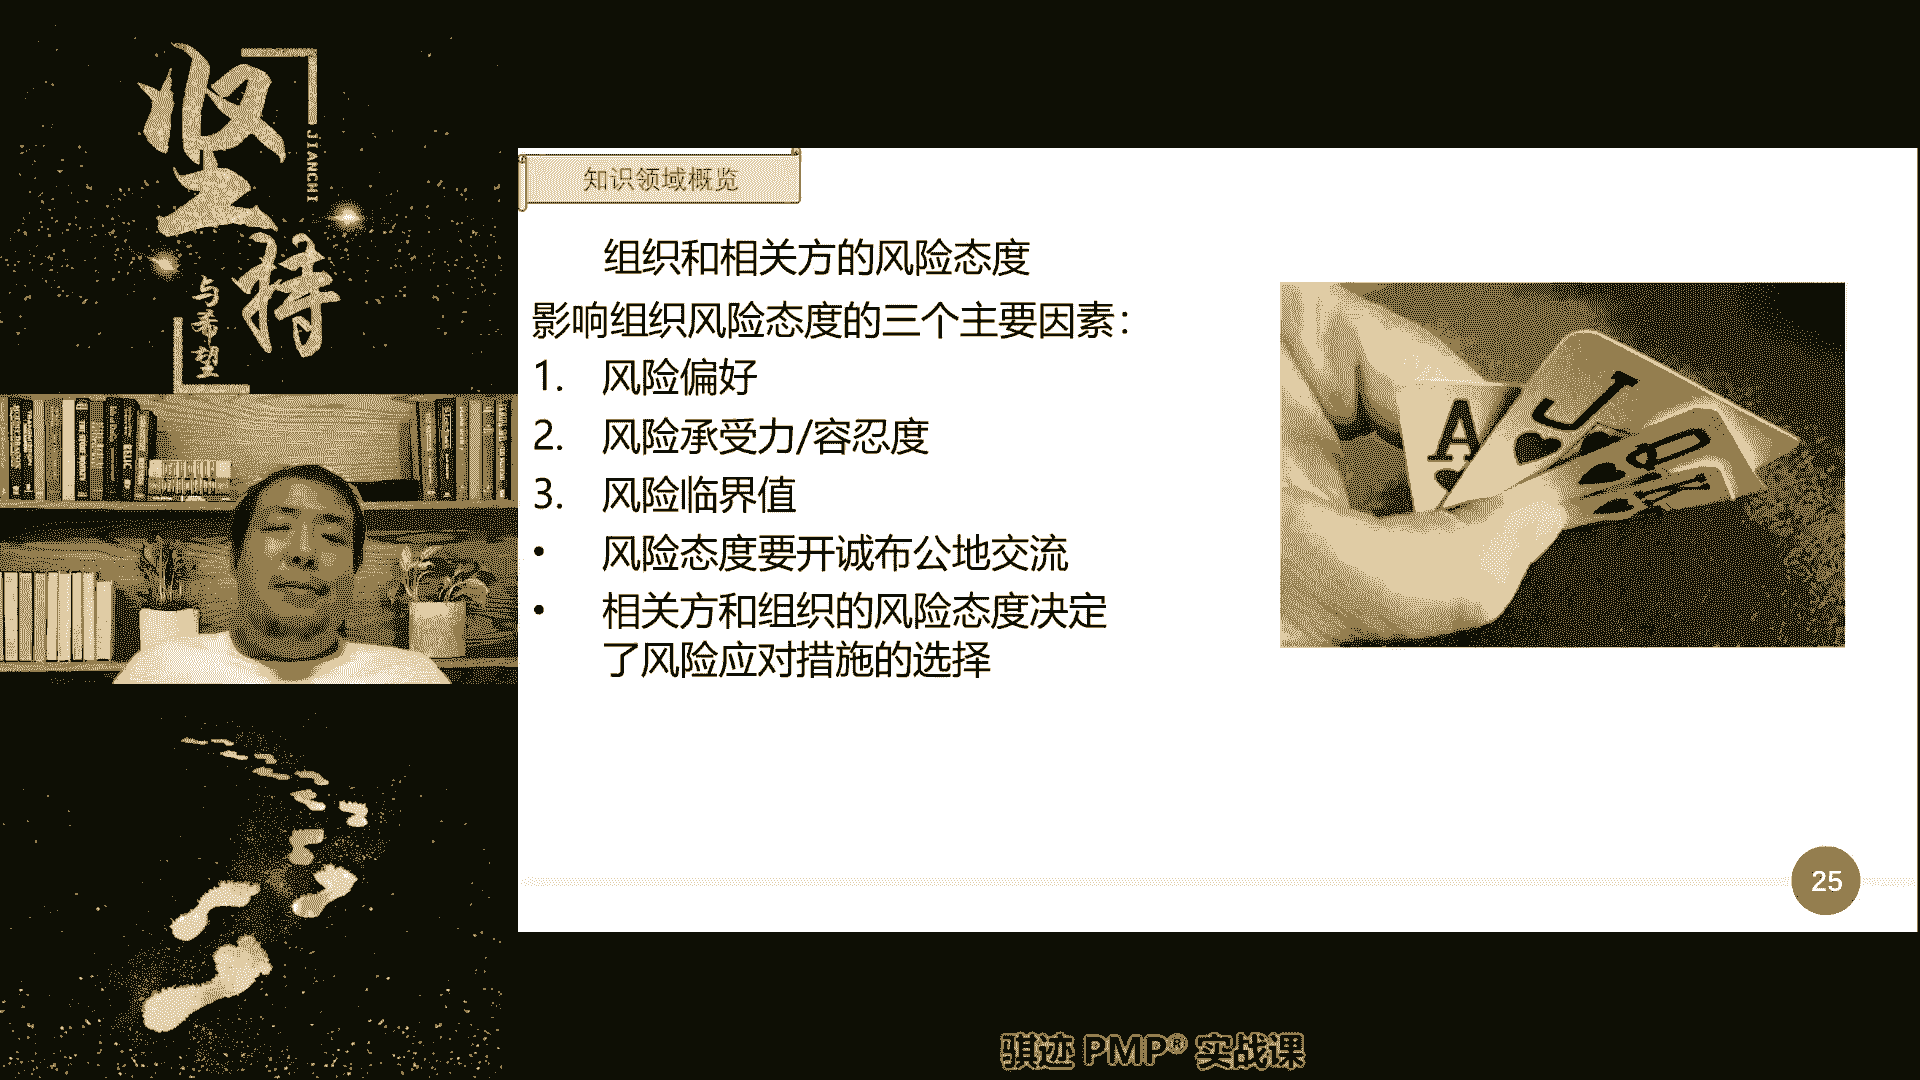 坚持
JIANCHI
与希望
知识领域概览
组织和相关方的风险态度
影响组织风险态度的三个主要因素：
1. 风险偏好
2. 风险承受力/容忍度
3. 风险临界值
• 风险态度要开诚布公地交流
• 相关方和组织的风险态度决定
了风险应对措施的选择
A
J
Q
K
25
骐迹 PMP® 实战课